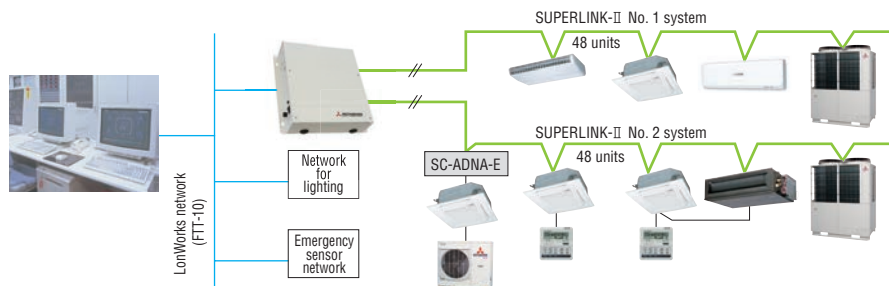 SUPERLINK-Ⅱ No. 1 system
48 units
SUPERLINK-Ⅱ No. 2 system
48 units
SC-ADNA-E
Network
for
lighting
Emergency
sensor
network
LonWorks network
(FTT-10)